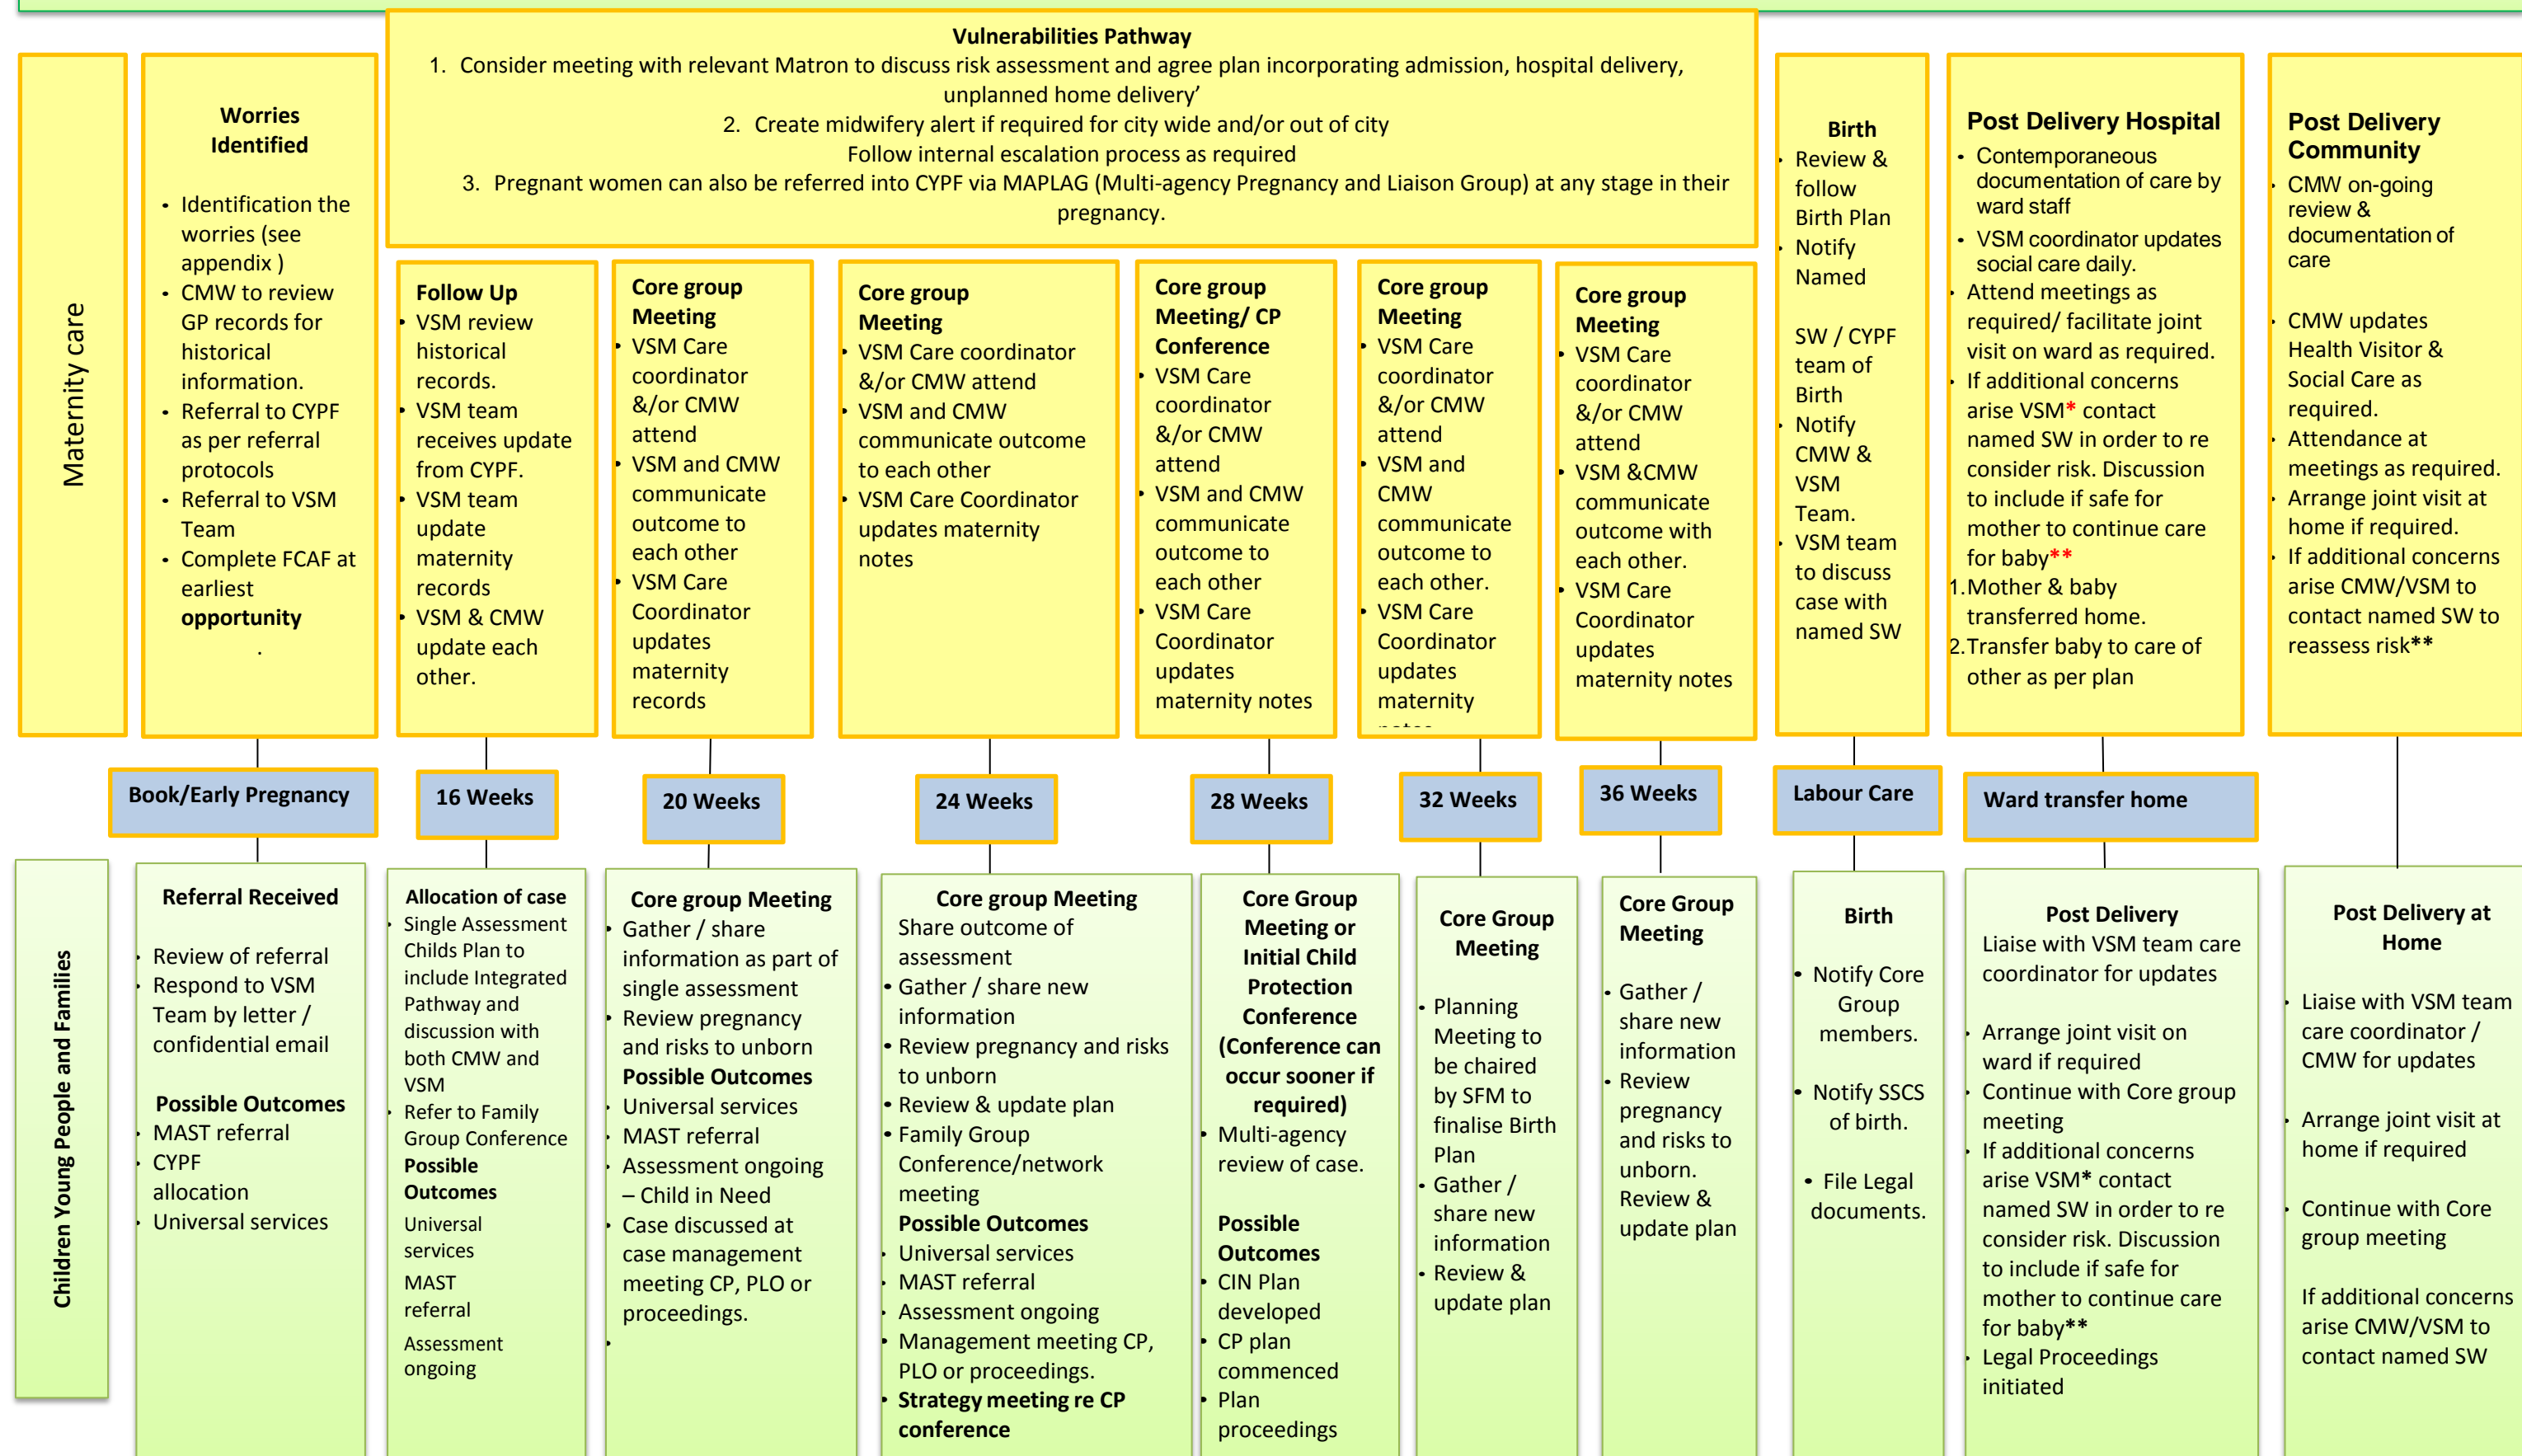 Vulnerabilities Pathway
1. Consider meeting with relevant Matron to discuss risk assessment and agree plan incorporating admission, hospital delivery,
unplanned home delivery’
2. Create midwifery alert if required for city wide and/or out of city
Follow internal escalation process as required
3. Pregnant women can also be referred into CYPF via MAPLAG (Multi-agency Pregnancy and Liaison Group) at any stage in their
pregnancy.
Maternity care
Worries
Identified
• Identification the
worries (see
appendix )
• CMW to review
GP records for
historical
information.
• Referral to CYPF
as per referral
protocols
• Referral to VSM
Team
• Complete FCAF at
earliest
opportunity
.
Follow Up
• VSM review
historical
records.
• VSM team
receives update
from CYPF.
• VSM team
update
maternity
records
• VSM & CMW
update each
other.
Core group
Meeting
• VSM Care
coordinator
&/or CMW
attend
• VSM and CMW
communicate
outcome to
each other
• VSM Care
Coordinator
updates
maternity
records
Core group
Meeting
• VSM Care coordinator
&/or CMW attend
• VSM and CMW
communicate outcome
to each other
• VSM Care Coordinator
updates maternity
notes
Core group
Meeting/ CP
Conference
• VSM Care
coordinator
&/or CMW
attend
• VSM and CMW
communicate
outcome to
each other
• VSM Care
Coordinator
updates
maternity notes
Core group
Meeting
• VSM Care
coordinator
&/or CMW
attend
• VSM and
CMW
communicate
outcome to
each other.
• VSM Care
Coordinator
updates
maternity
Core group
Meeting
• VSM Care
coordinator
&/or CMW
attend
• VSM &CMW
communicate
outcome with
each other.
• VSM Care
Coordinator
updates
maternity notes
Birth
• Review &
follow
Birth Plan
• Notify
Named
SW / CYPF
team of
Birth
• Notify
CMW &
VSM
Team.
• VSM team
to discuss
case with
named SW
Post Delivery Hospital
• Contemporaneous
documentation of care by
ward staff
• VSM coordinator updates
social care daily.
• Attend meetings as
required/ facilitate joint
visit on ward as required.
• If additional concerns
arise VSM* contact
named SW in order to re
consider risk. Discussion
to include if safe for
mother to continue care
for baby**
1.Mother & baby
transferred home.
2.Transfer baby to care of
other as per plan
Post Delivery
Community
• CMW on-going
review &
documentation of
care
• CMW updates
Health Visitor &
Social Care as
required.
• Attendance at
meetings as required.
• Arrange joint visit at
home if required.
• If additional concerns
arise CMW/VSM to
contact named SW to
reassess risk**
Book/Early Pregnancy
16 Weeks
20 Weeks
24 Weeks
28 Weeks
32 Weeks
36 Weeks
Labour Care
Ward transfer home
Children Young People and Families
Referral Received
• Review of referral
• Respond to VSM
Team by letter /
confidential email
Possible Outcomes
• MAST referral
• CYPF
allocation
• Universal services
Allocation of case
• Single Assessment
Childs Plan to
include Integrated
Pathway and
discussion with
both CMW and
VSM
• Refer to Family
Group Conference
Possible
Outcomes
Universal
services
MAST
referral
Assessment
ongoing
Core group Meeting
• Gather / share
information as part of
single assessment
• Review pregnancy
and risks to unborn
Possible Outcomes
• Universal services
• MAST referral
• Assessment ongoing
– Child in Need
• Case discussed at
case management
meeting CP, PLO or
proceedings.
•
Core group Meeting
Share outcome of
assessment
• Gather / share new
information
• Review pregnancy and risks
to unborn
• Review & update plan
• Family Group
Conference/network
meeting
Possible Outcomes
• Universal services
• MAST referral
• Assessment ongoing
• Management meeting CP,
PLO or proceedings.
• Strategy meeting re CP
conference
Core Group
Meeting or
Initial Child
Protection
Conference
(Conference can
occur sooner if
required)
• Multi-agency
review of case.
Possible
Outcomes
• CIN Plan
developed
• CP plan
commenced
• Plan
proceedings
Core Group
Meeting
• Planning
Meeting to
be chaired
by SFM to
finalise Birth
Plan
• Gather /
share new
information
• Review &
update plan
Core Group
Meeting
• Gather /
share new
information
• Review
pregnancy
and risks to
unborn.
Review &
update plan
Birth
• Notify Core
Group
members.
• Notify SSCS
of birth.
• File Legal
documents.
Post Delivery
Liaise with VSM team care
coordinator for updates
• Arrange joint visit on
ward if required
• Continue with Core group
meeting
• If additional concerns
arise VSM* contact
named SW in order to re
consider risk. Discussion
to include if safe for
mother to continue care
for baby**
• Legal Proceedings
initiated
Post Delivery at
Home
• Liaise with VSM team
care coordinator /
CMW for updates
• Arrange joint visit at
home if required
• Continue with Core
group meeting
If additional concerns
arise CMW/VSM to
contact named SW